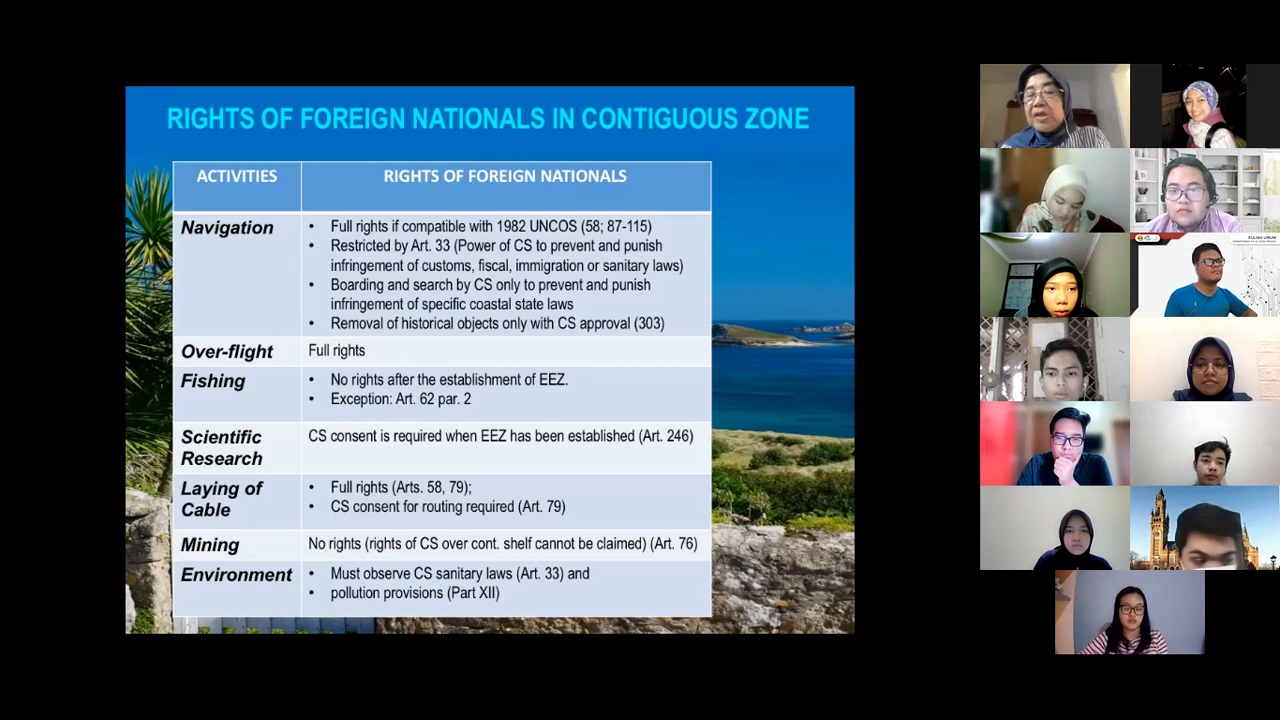 RIGHTS OF FOREIGN NATIONALS IN CONTIGUOUS ZONE
ACTIVITIES
RIGHTS OF FOREIGN NATIONALS
Navigation
• Full rights if compatible with 1982 UNCOS (58; 87-115)
• Restricted by Art. 33 (Power of CS to prevent and punish
infringement of customs, fiscal, immigration or sanitary laws)
• Boarding and search by CS only to prevent and punish
infringement of specific coastal state laws
• Removal of historical objects only with CS approval (303)
Over-flight
Full rights
Fishing
• No rights after the establishment of EEZ.
• Exception: Art. 62 par. 2
Scientific
Research
CS consent is required when EEZ has been established (Art. 246)
Laying of
Cable
• Full rights (Arts. 58, 79);
• CS consent for routing required (Art. 79)
Mining
No rights (rights of CS over cont. shelf cannot be claimed) (Art. 76)
Environment
• Must observe CS sanitary laws (Art. 33) and
• pollution provisions (Part XII)
KULIAH UMUM